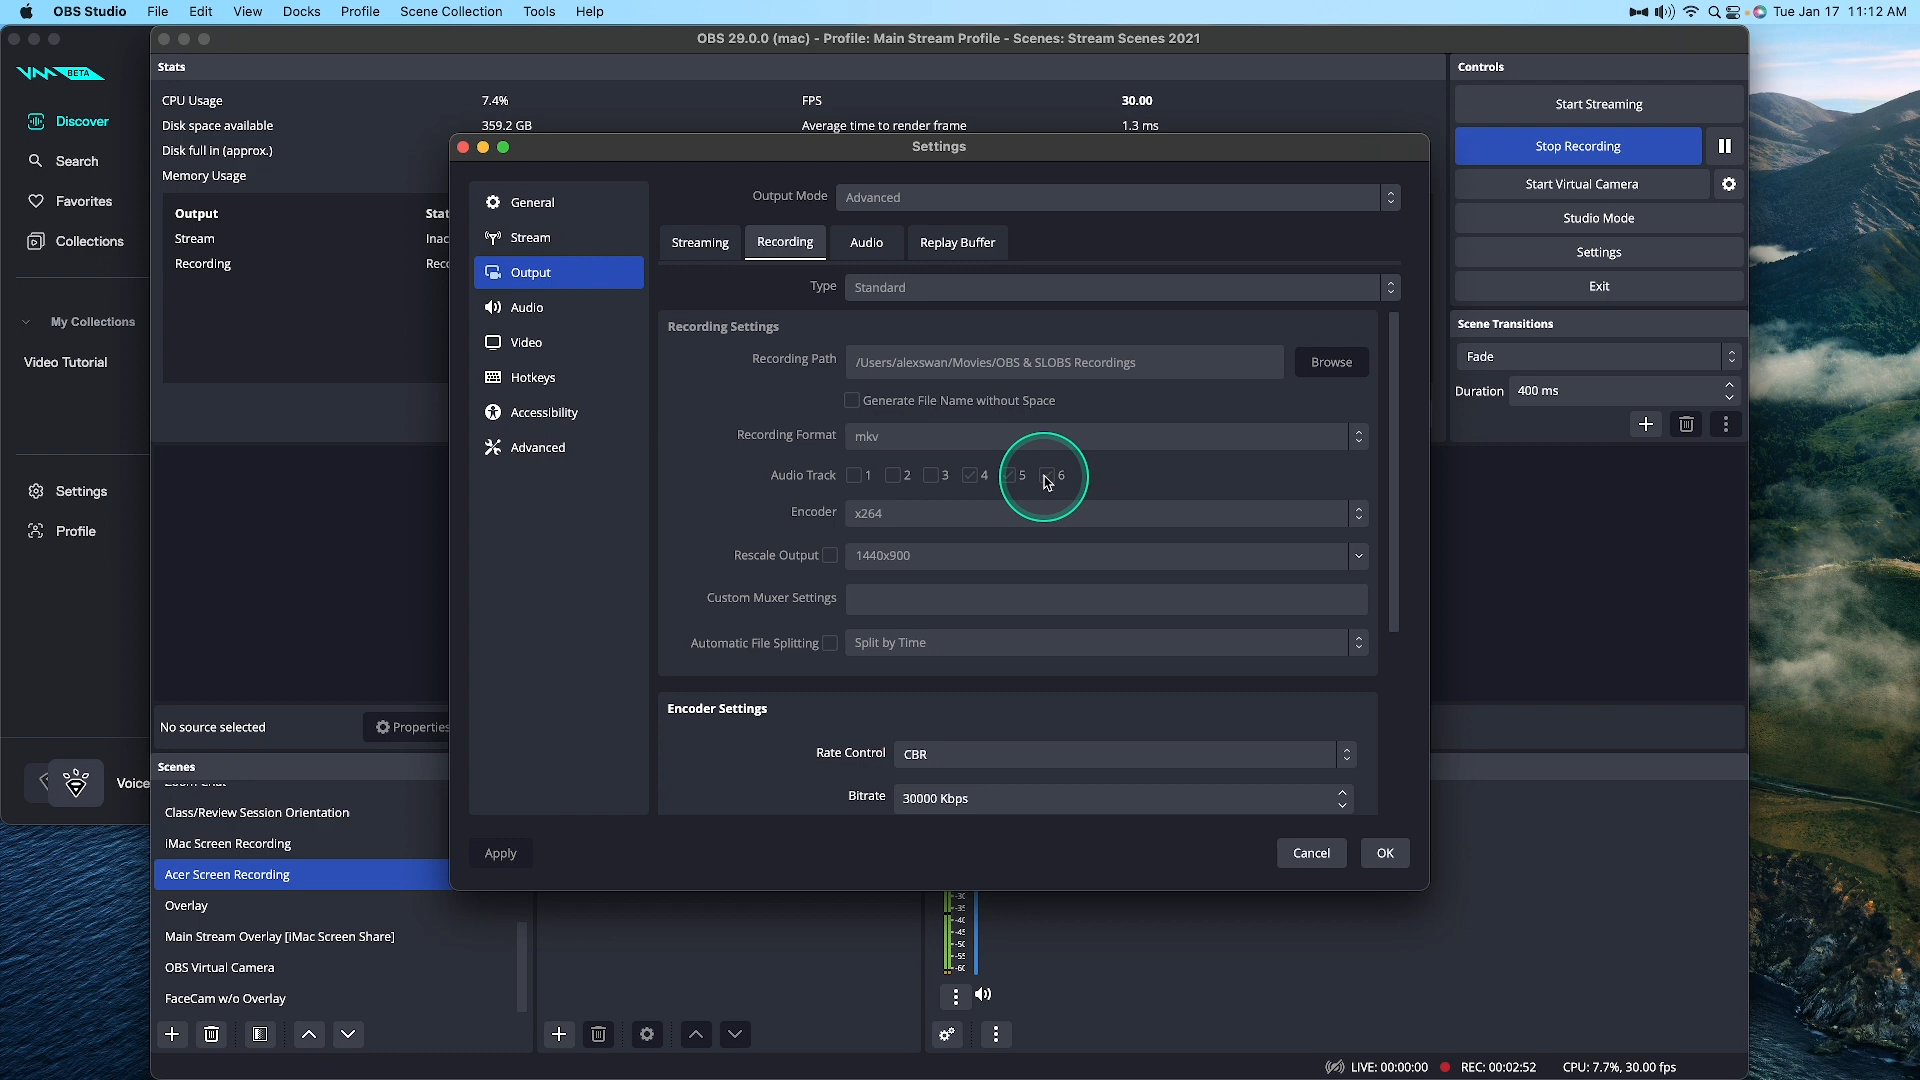 OBS Studio File Edit View Docks Profile Scene Collection Tools Help Tue Jan 17 11:12 AM
OBS 29.0.0 (mac) - Profile: Main Stream Profile - Scenes: Stream Scenes 2021
VM BETA
Discover
Search
Favorites
Collections
My Collections
Video Tutorial
Settings
Profile
Voice
Stats
CPU Usage 7.4% FPS 30.00
Disk space available 359.2 GB Average time to render frame 1.3 ms
Disk full in (approx.)
Memory Usage
Output
Stream
Recording
Settings
General
Stream
Output
Audio
Video
Hotkeys
Accessibility
Advanced
Output Mode Advanced
Streaming Recording Audio Replay Buffer
Type Standard
Recording Settings
Recording Path /Users/alexswan/Movies/OBS & SLOBS Recordings Browse
Generate File Name without Space
Recording Format mkv
Audio Track 1 2 3 4 5 6
Encoder x264
Rescale Output 1440x900
Custom Muxer Settings
Automatic File Splitting Split by Time
Encoder Settings
Rate Control CBR
Bitrate 30000 Kbps
Apply Cancel OK
Controls
Start Streaming
Stop Recording
Start Virtual Camera
Studio Mode
Settings
Exit
Scene Transitions
Fade
Duration 400 ms
No source selected Properties
Scenes
Class/Review Session Orientation
iMac Screen Recording
Acer Screen Recording
Overlay
Main Stream Overlay [iMac Screen Share]
OBS Virtual Camera
FaceCam w/o Overlay
-35
-40
-45
-50
-55
-60
LIVE: 00:00:00 REC: 00:02:52 CPU: 7.7%, 30.00 fps